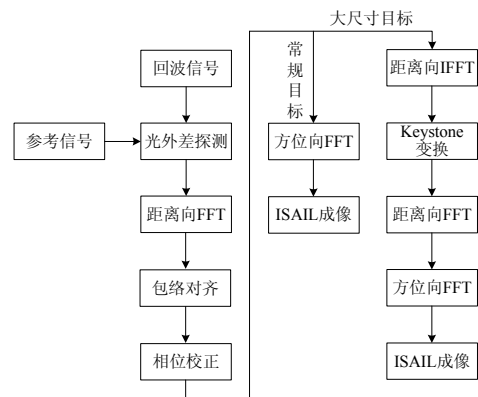 回波信号
参考信号
光外差探测
距离向FFT
包络对齐
相位校正
大尺寸目标
常规目标
方位向FFT
ISAIL成像
距离向IFFT
Keystone
变换
距离向FFT
方位向FFT
ISAIL成像